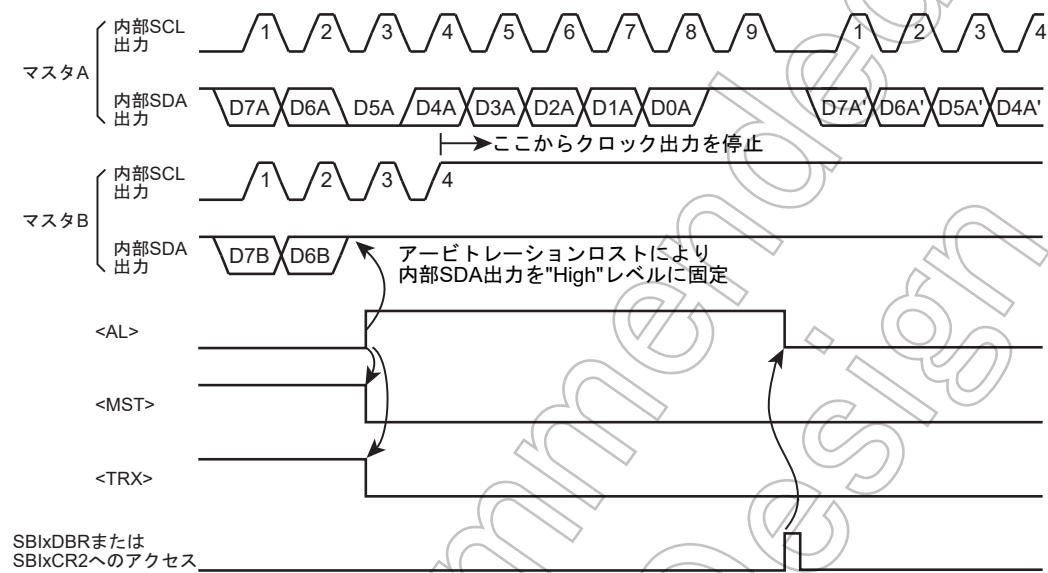 マスタA
内部SCL
出力
1 2 3 4 5 6 7 8 9 1 2 3 4
内部SDA
出力
D7A D6A D5A D4A D3A D2A D1A D0A D7A' D6A' D5A' D4A'
ここからクロック出力を停止
マスタB
内部SCL
出力
1 2 3 4
内部SDA
出力
D7B D6B
アービトレーションロストにより
内部SDA出力を"High"レベルに固定
<AL>
<MST>
<TRX>
SBIxDBRまたは
SBIxCR2へのアクセス